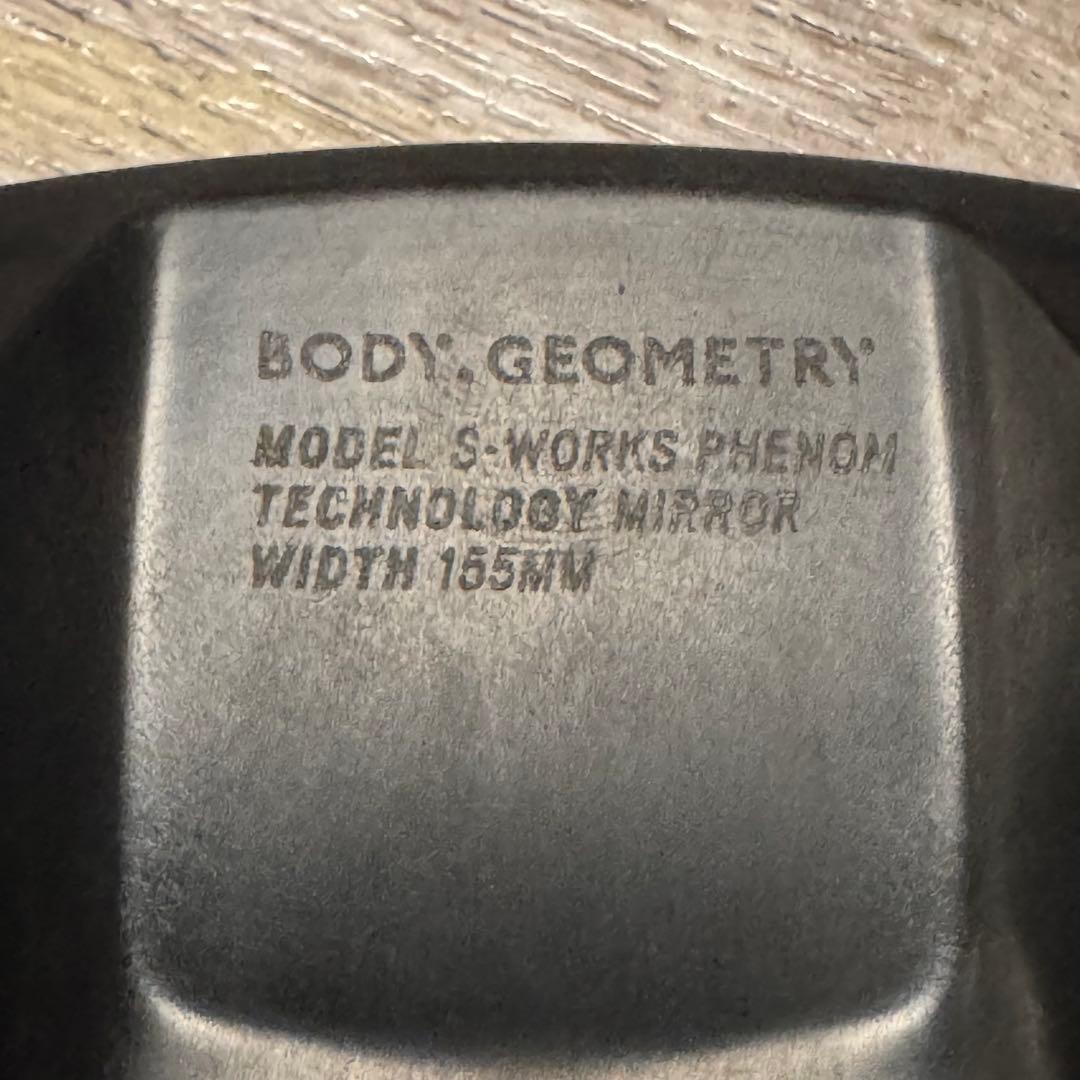 BODY.GEOMETRY
MODEL S-WORKS PHENOM
TECHNOLOGY MIRROR
WIDTH 155MM